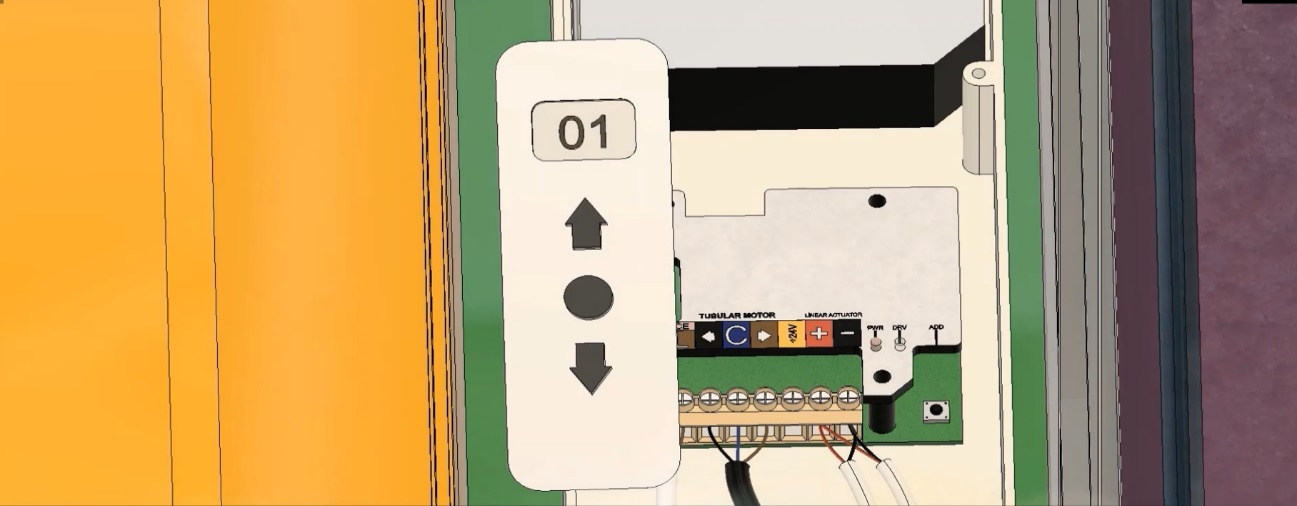 01
TUBULAR MOTOR
LINEAR ACTUATOR
+24V
+
−
PWR
DRV
ADD